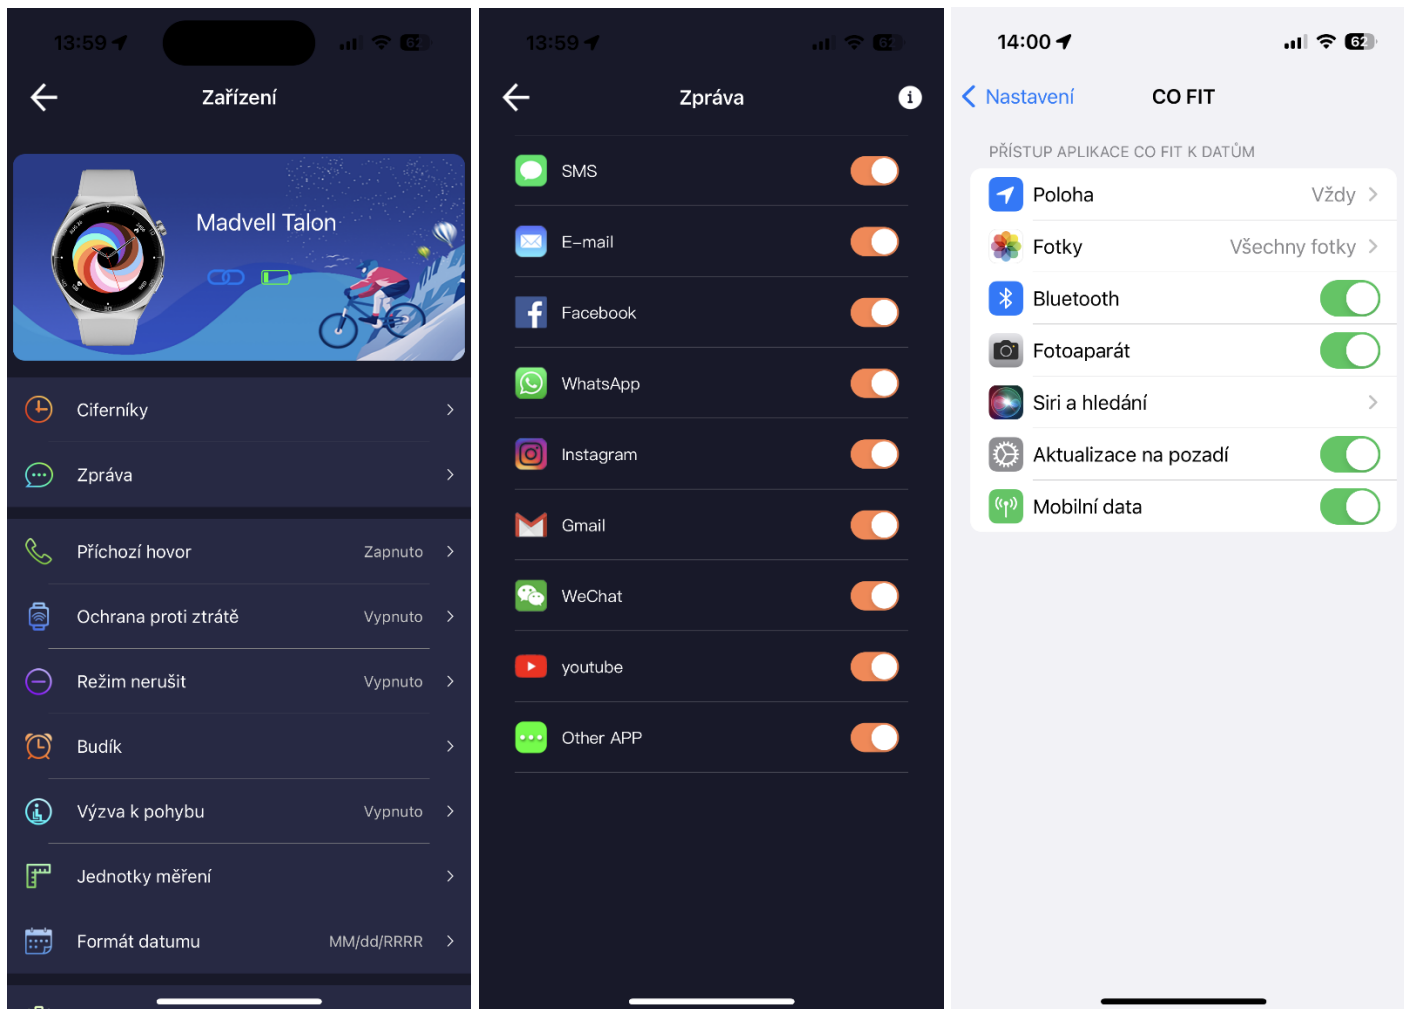 13:59
62
Zařízení
Madvell Talon
Ciferníky
Zpráva
Příchozí hovor Zapnuto
Ochrana proti ztrátě Vypnuto
Režim nerušit Vypnuto
Budík
Výzva k pohybu Vypnuto
Jednotky měření
Formát datumu MM/dd/RRRR
13:59
62
Zpráva
SMS
E-mail
Facebook
WhatsApp
Instagram
Gmail
WeChat
youtube
Other APP
14:00
62
Nastavení CO FIT
PŘÍSTUP APLIKACE CO FIT K DATŮM
Poloha Vždy
Fotky Všechny fotky
Bluetooth
Fotoaparát
Siri a hledání
Aktualizace na pozadí
Mobilní data